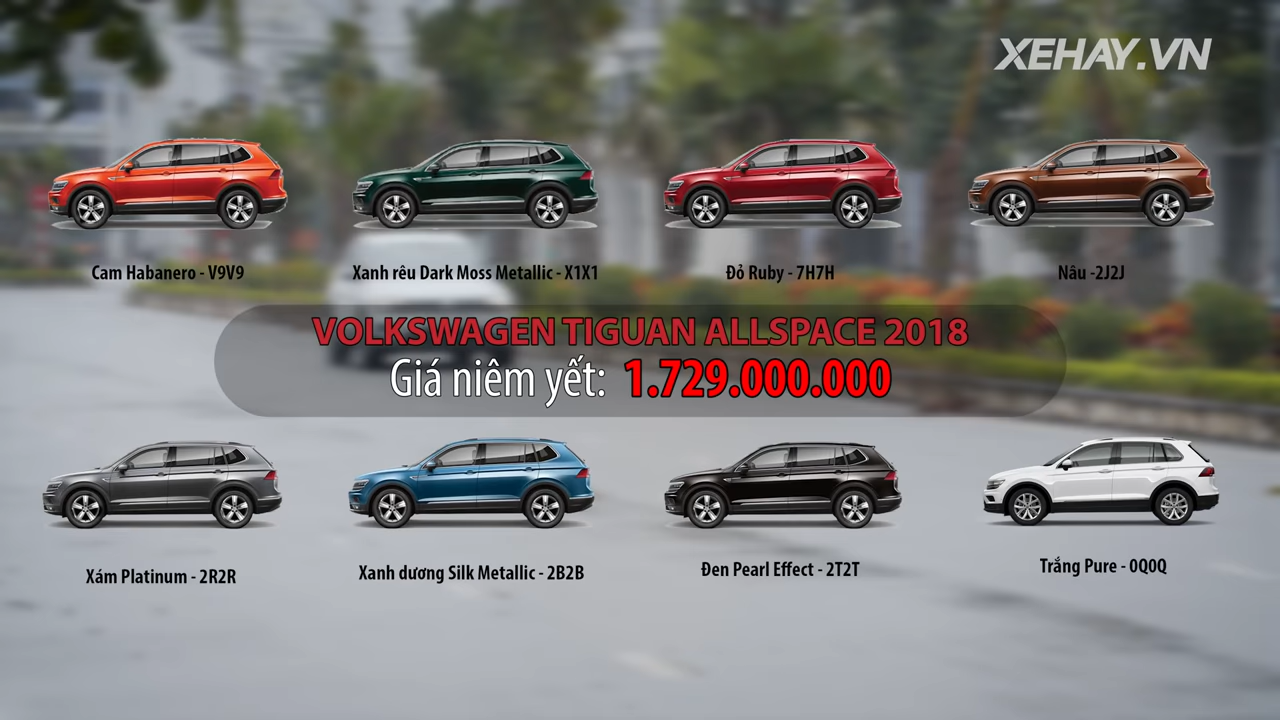 XEHAY.VN
Cam Habanero - V9V9
Xanh rêu Dark Moss Metallic - X1X1
Đỏ Ruby - 7H7H
Nâu -2J2J
VOLKSWAGEN TIGUAN ALLSPACE 2018
Giá niêm yết: 1.729.000.000
Xám Platinum - 2R2R
Xanh dương Silk Metallic - 2B2B
Đen Pearl Effect - 2T2T
Trắng Pure - 0Q0Q